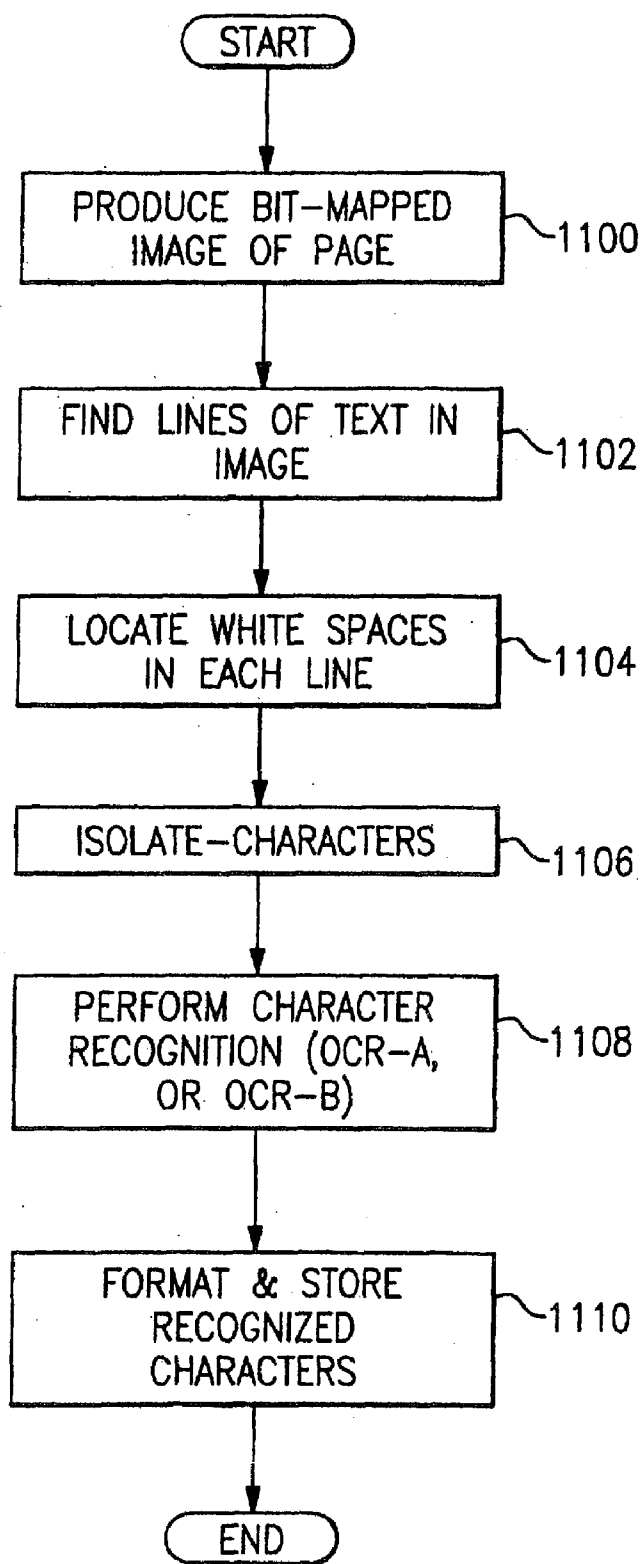 START
PRODUCE BIT-MAPPED
IMAGE OF PAGE
1100
FIND LINES OF TEXT IN
IMAGE
1102
LOCATE WHITE SPACES
IN EACH LINE
1104
ISOLATE-CHARACTERS
1106
PERFORM CHARACTER
RECOGNITION (OCR-A,
OR OCR-B)
1108
FORMAT & STORE
RECOGNIZED
CHARACTERS
1110
END